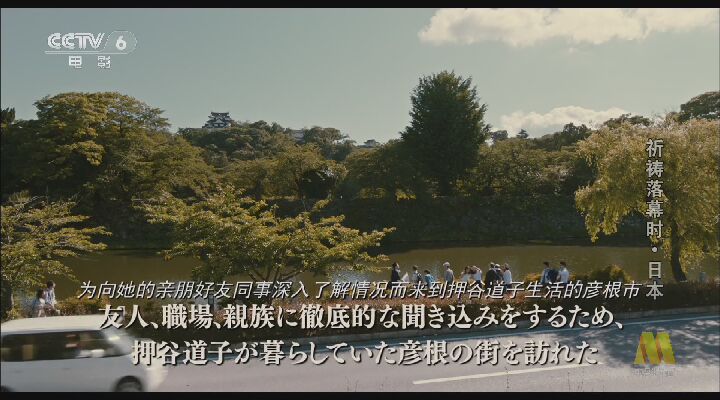 CCTV 6
电影
祈祷落幕时·日本
为向她的亲朋好友同事深入了解情况而来到押谷道子生活的彦根市
友人、職場、親族に徹底的な聞き込みをするため、
押谷道子が暮らしていた彦根の街を訪れた